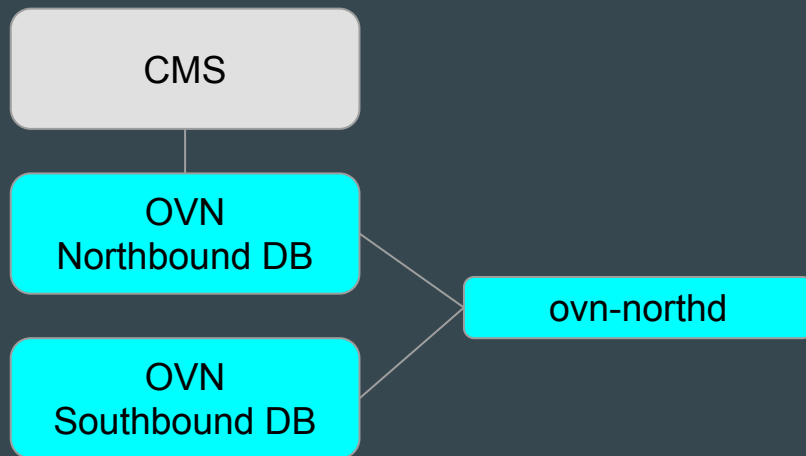 CMS
OVN
Northbound DB
ovn-northd
OVN
Southbound DB